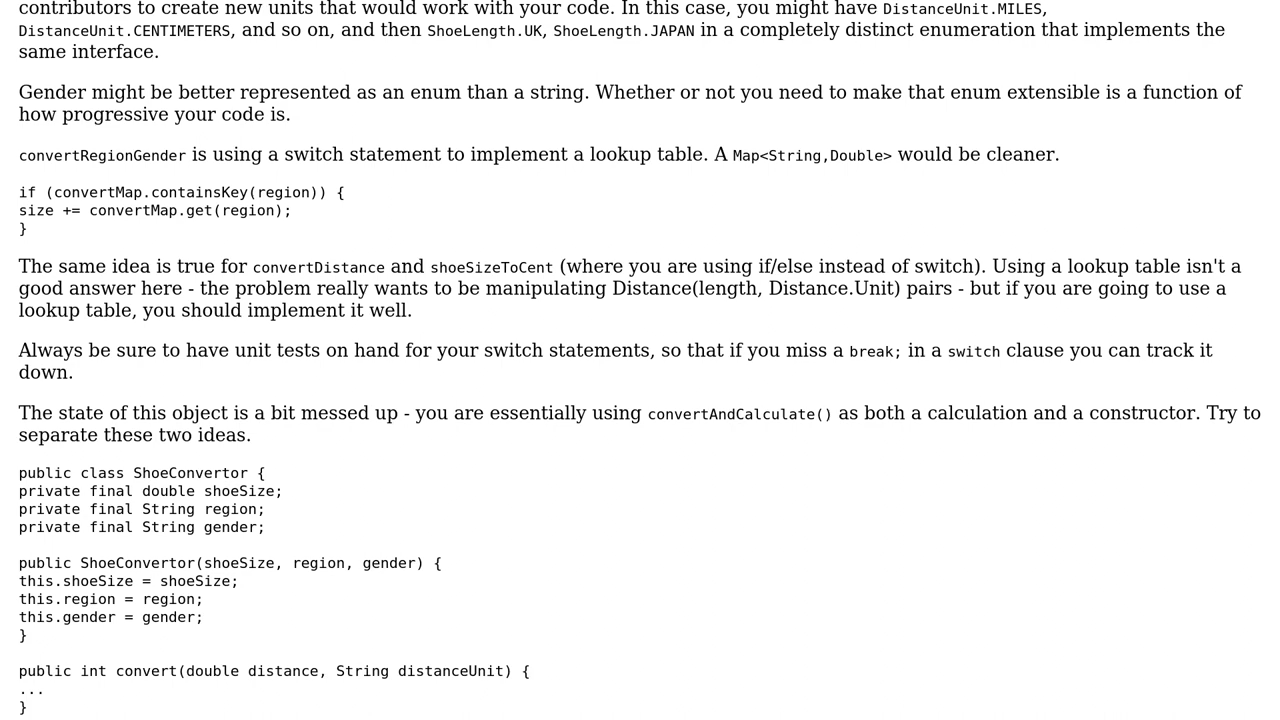 contributors to create new units that would work with your code. In this case, you might have DistanceUnit.MILES,
DistanceUnit.CENTIMETERS, and so on, and then ShoeLength.UK, ShoeLength.JAPAN in a completely distinct enumeration that implements the
same interface.
Gender might be better represented as an enum than a string. Whether or not you need to make that enum extensible is a function of
how progressive your code is.
convertRegionGender is using a switch statement to implement a lookup table. A Map<String,Double> would be cleaner.
if (convertMap.containsKey(region)) {
size += convertMap.get(region);
}
The same idea is true for convertDistance and shoeSizeToCent (where you are using if/else instead of switch). Using a lookup table isn't a
good answer here - the problem really wants to be manipulating Distance(length, Distance.Unit) pairs - but if you are going to use a
lookup table, you should implement it well.
Always be sure to have unit tests on hand for your switch statements, so that if you miss a break; in a switch clause you can track it
down.
The state of this object is a bit messed up - you are essentially using convertAndCalculate() as both a calculation and a constructor. Try to
separate these two ideas.
public class ShoeConvertor {
private final double shoeSize;
private final String region;
private final String gender;
public ShoeConvertor(shoeSize, region, gender) {
this.shoeSize = shoeSize;
this.region = region;
this.gender = gender;
}
public int convert(double distance, String distanceUnit) {
...
}